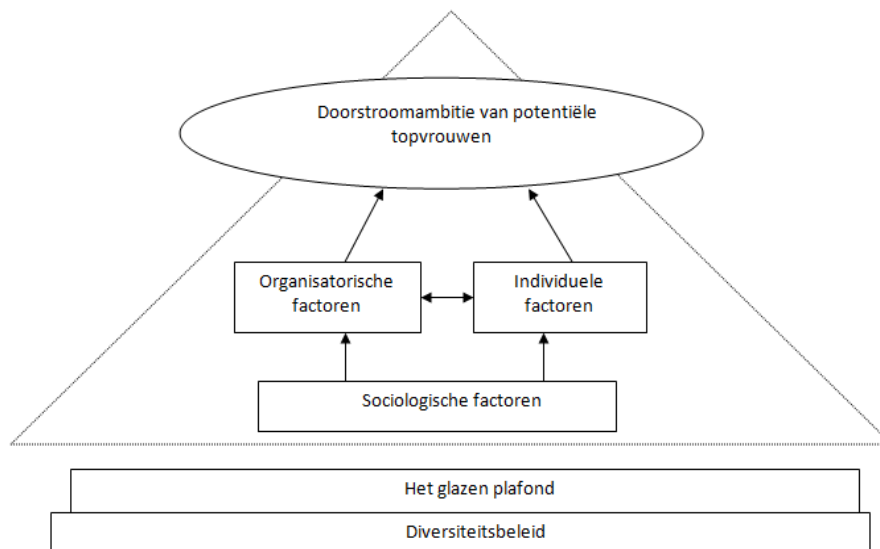 Doorstroomambitie van potentiële
topvrouwen
Organisatorische
factoren
Individuele
factoren
Sociologische factoren
Het glazen plafond
Diversiteitsbeleid